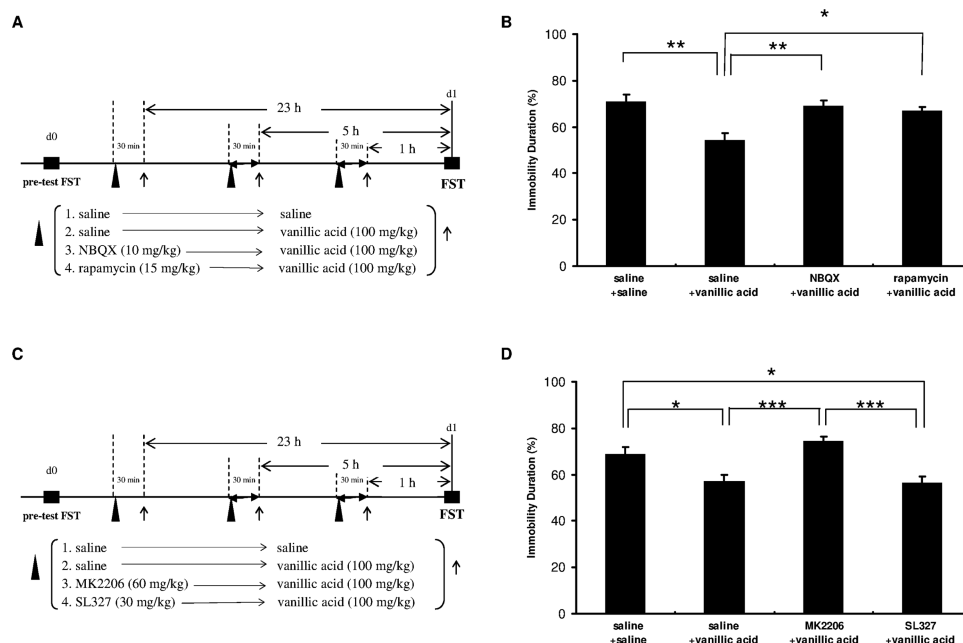 A
d0
d1
23 h
5 h
1 h
30 min
30 min
30 min
pre-test FST
FST
1. saline saline
2. saline vanillic acid (100 mg/kg)
3. NBQX (10 mg/kg) vanillic acid (100 mg/kg)
4. rapamycin (15 mg/kg) vanillic acid (100 mg/kg)
B
Immobility Duration (%)
100
80
60
40
20
0
**
**
*
saline
+saline
saline
+vanillic acid
NBQX
+vanillic acid
rapamycin
+vanillic acid
C
d0
d1
23 h
5 h
1 h
30 min
30 min
30 min
pre-test FST
FST
1. saline saline
2. saline vanillic acid (100 mg/kg)
3. MK2206 (60 mg/kg) vanillic acid (100 mg/kg)
4. SL327 (30 mg/kg) vanillic acid (100 mg/kg)
D
Immobility Duration (%)
100
80
60
40
20
0
*
*
***
***
saline
+saline
saline
+vanillic acid
MK2206
+vanillic acid
SL327
+vanillic acid